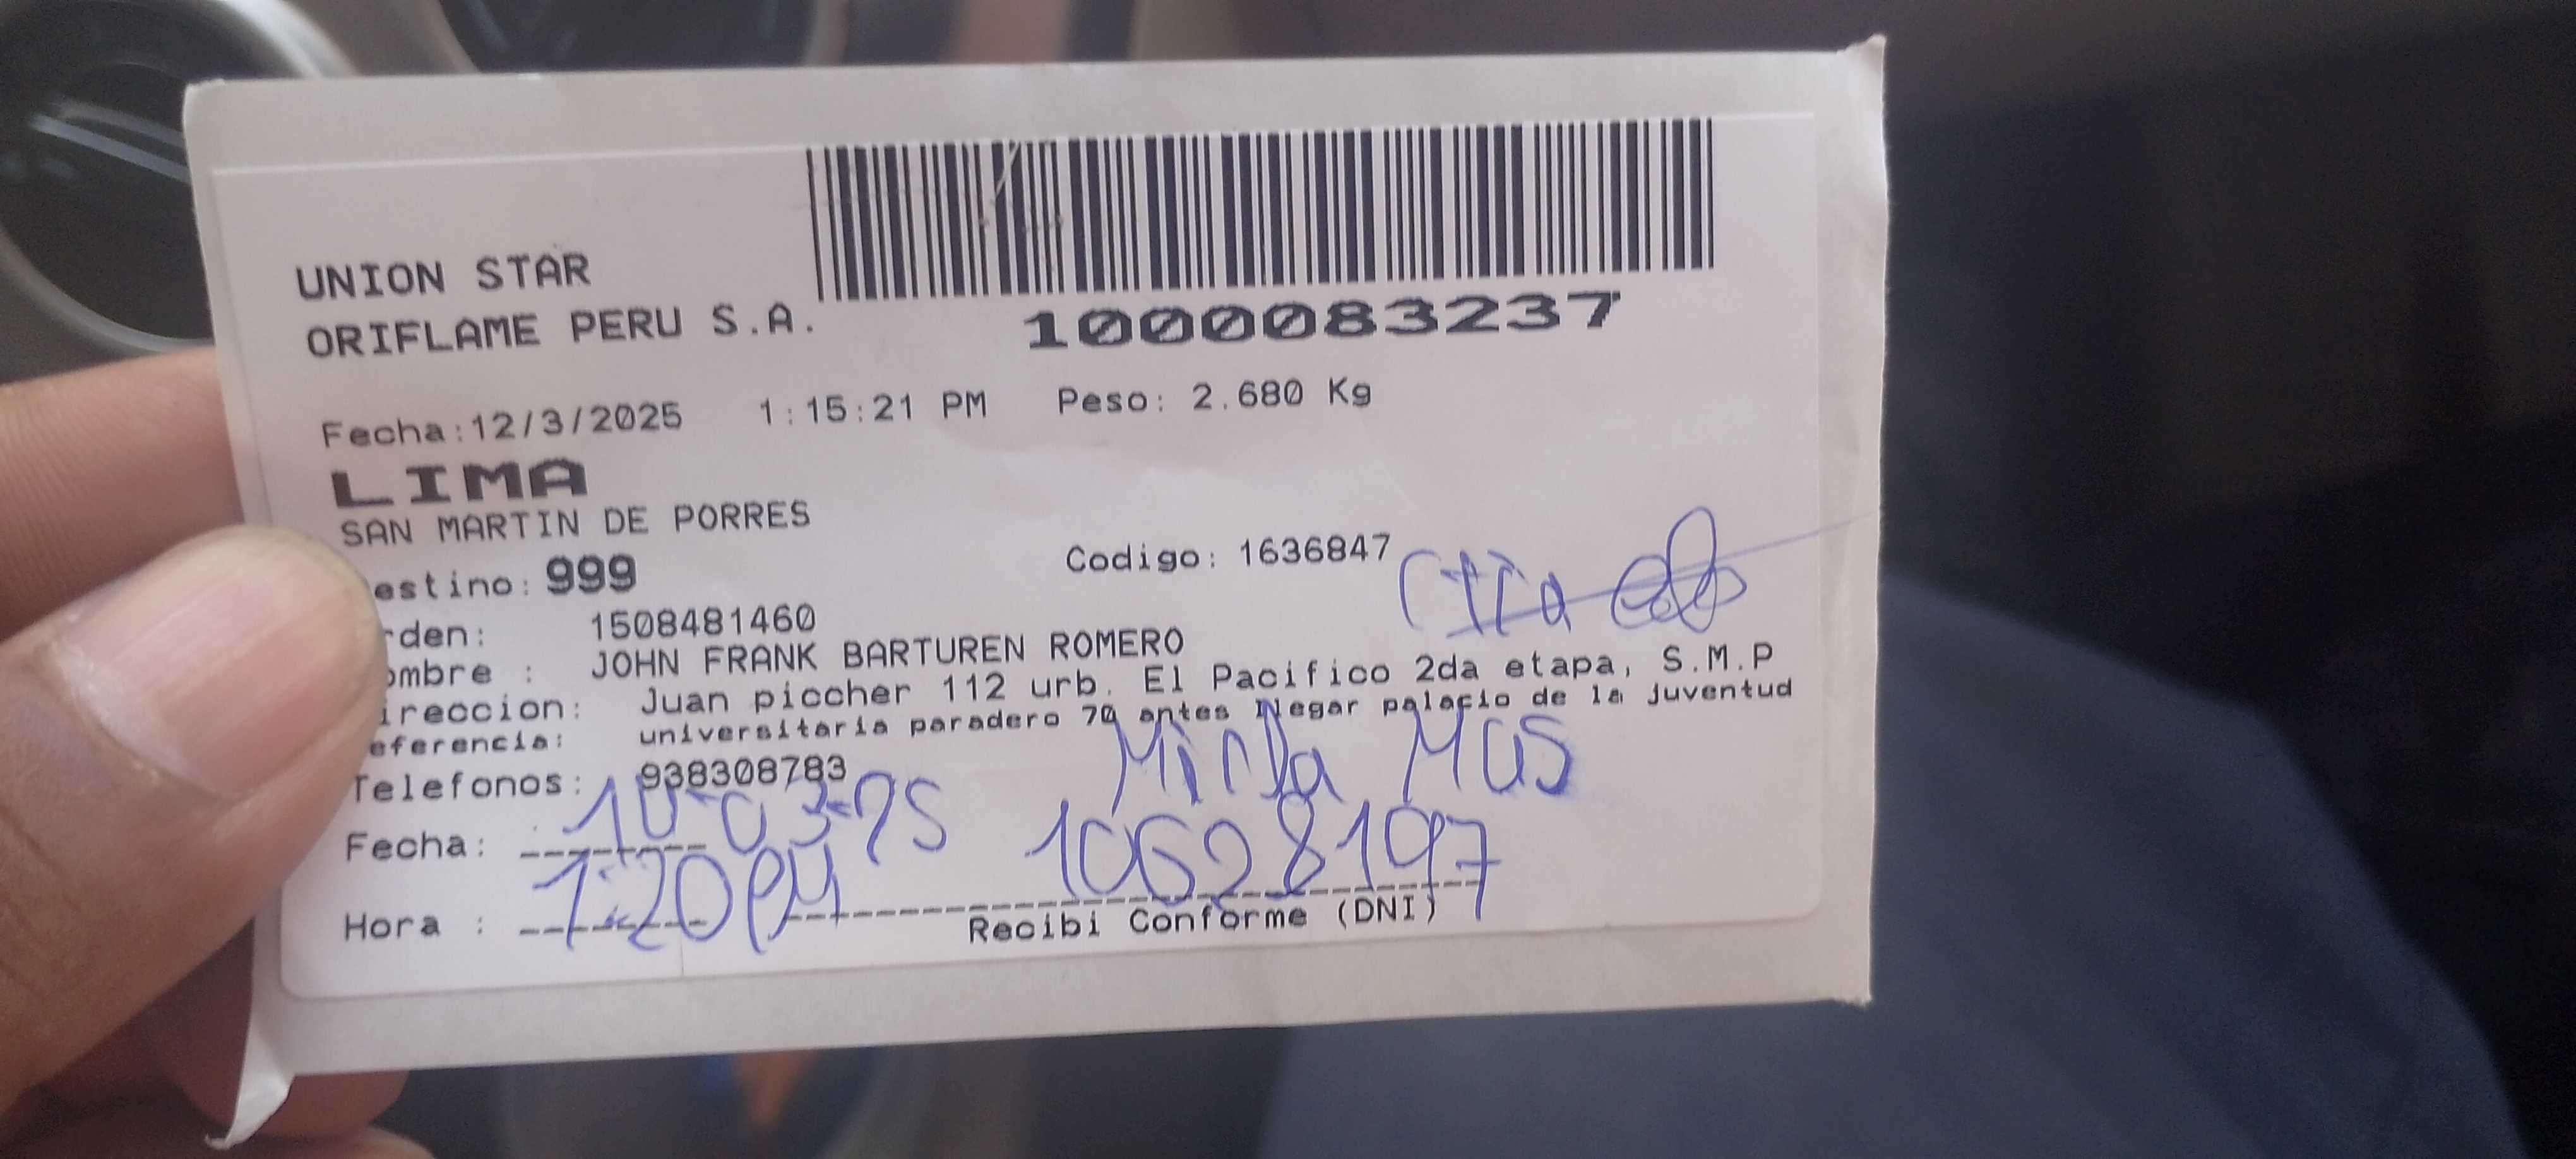 UNION STAR
ORIFLAME PERU S.A.
1000083237
Fecha:12/3/2025 1:15:21 PM Peso: 2.680 Kg
LIMA
SAN MARTIN DE PORRES
estino: 999 Codigo: 1636847
rden: 1508481460
ombre : JOHN FRANK BARTUREN ROMERO
ireccion: Juan piccher 112 urb. El Pacifico 2da etapa, S.M.P
eferencia: universitaria paradero 70 antes llegar palacio de la juventud
Telefonos: 938308783
Mirla Mas
Fecha: 10-03-25
10628197
Hora : 1:20 PM
Recibi Conforme (DNI)